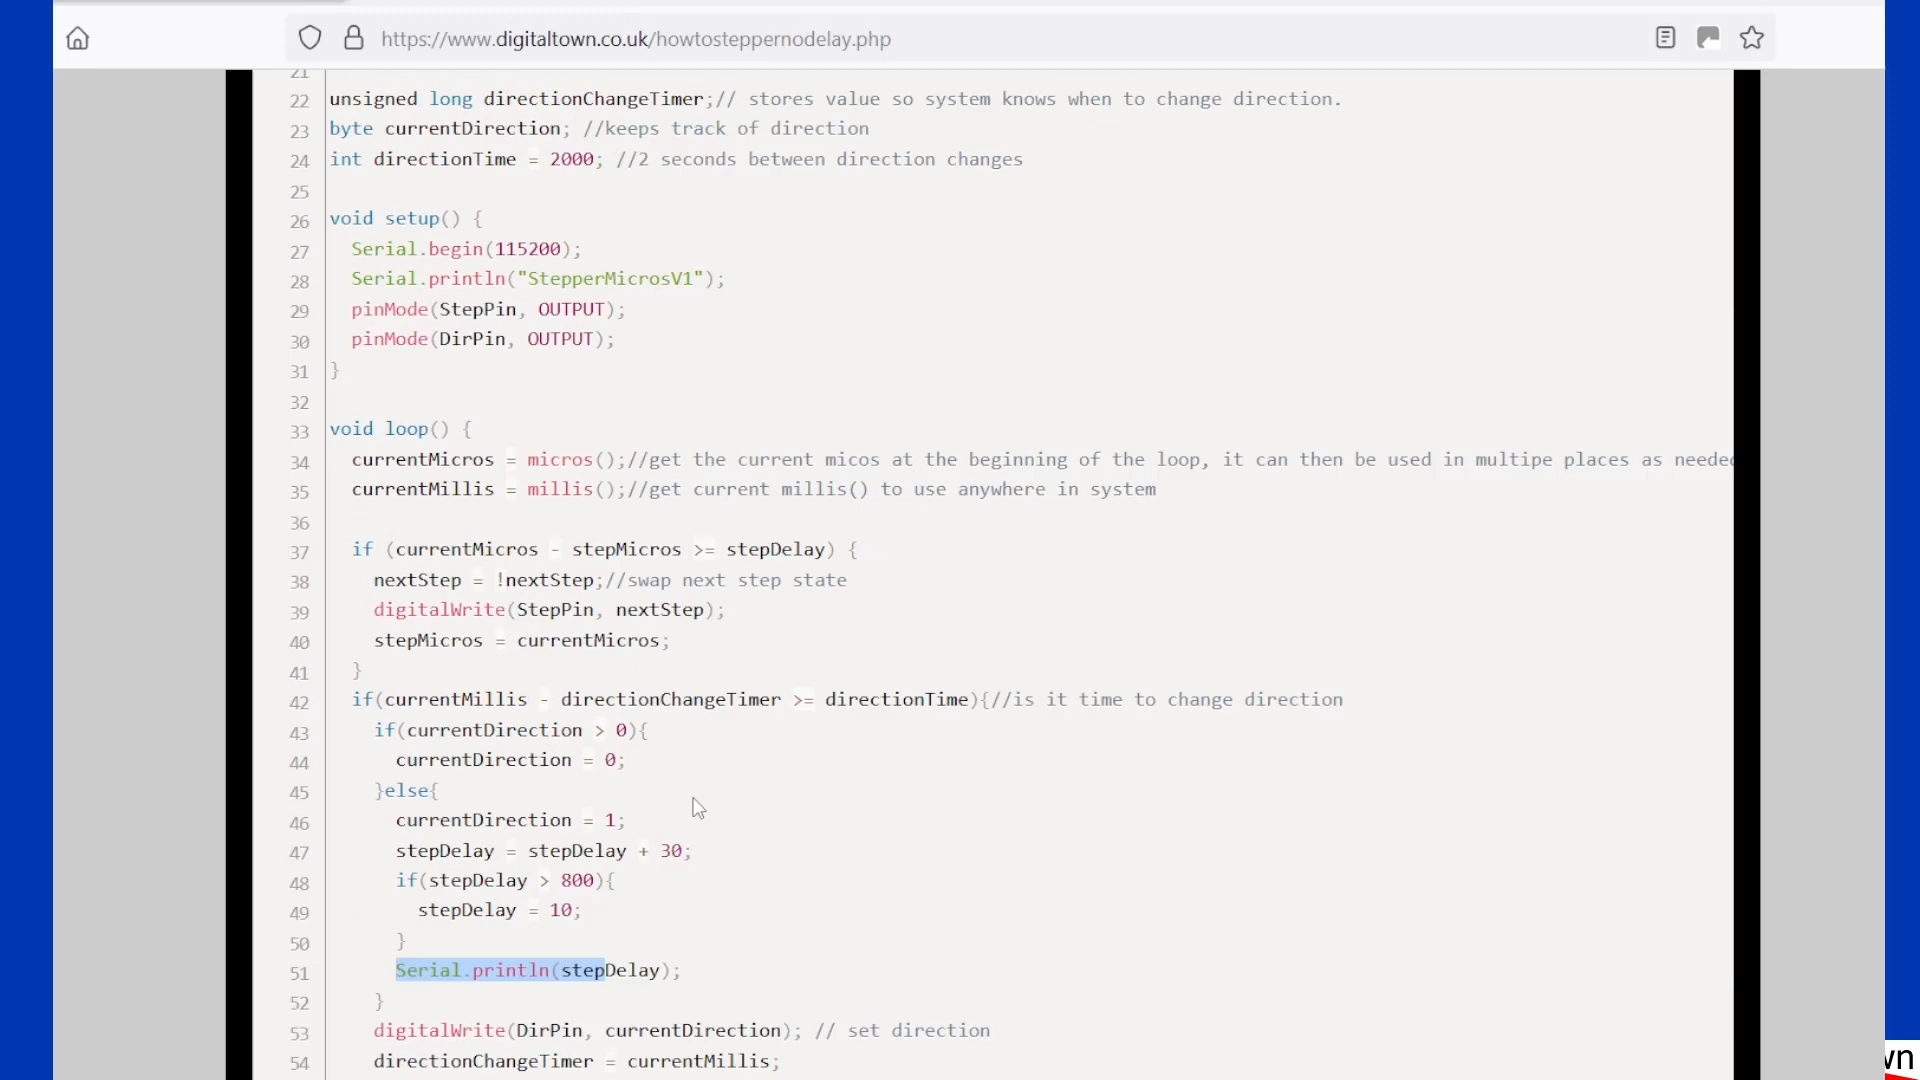 https://www.digitaltown.co.uk/howtosteppernodelay.php
21
22 unsigned long directionChangeTimer;// stores value so system knows when to change direction.
23 byte currentDirection; //keeps track of direction
24 int directionTime = 2000; //2 seconds between direction changes
25
26 void setup() {
27 Serial.begin(115200);
28 Serial.println("StepperMicrosV1");
29 pinMode(StepPin, OUTPUT);
30 pinMode(DirPin, OUTPUT);
31 }
32
33 void loop() {
34 currentMicros = micros();//get the current micos at the beginning of the loop, it can then be used in multipe places as needed
35 currentMillis = millis();//get current millis() to use anywhere in system
36
37 if (currentMicros - stepMicros >= stepDelay) {
38 nextStep = !nextStep;//swap next step state
39 digitalWrite(StepPin, nextStep);
40 stepMicros = currentMicros;
41 }
42 if(currentMillis - directionChangeTimer >= directionTime){//is it time to change direction
43 if(currentDirection > 0){
44 currentDirection = 0;
45 }else{
46 currentDirection = 1;
47 stepDelay = stepDelay + 30;
48 if(stepDelay > 800){
49 stepDelay = 10;
50 }
51 Serial.println(stepDelay);
52 }
53 digitalWrite(DirPin, currentDirection); // set direction
54 directionChangeTimer = currentMillis;